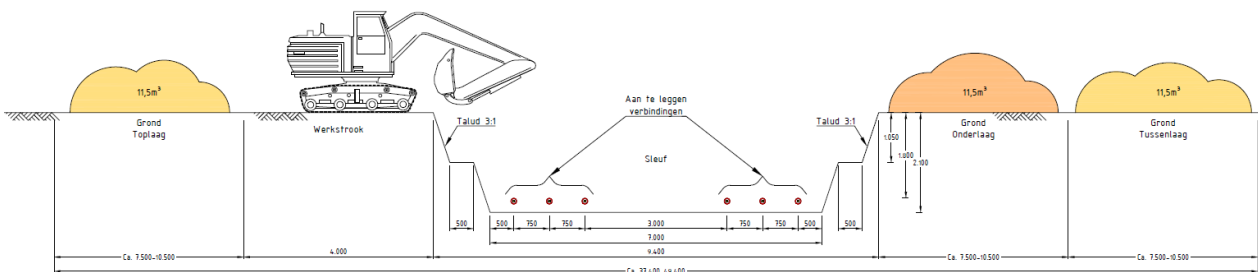 11,5m³
11,5m³
11,5m³
Grond
Toplaag
Werkstrook
Talud 3:1
Aan te leggen
verbindingen
Sleuf
Talud 3:1
Grond
Onderlaag
Grond
Tussenlaag
1.050
1.800
2.100
500
500
750
750
3.000
750
750
500
500
7.000
9.400
Ca. 7.500-10.500
4.000
Ca. 7.500-10.500
Ca. 7.500-10.500